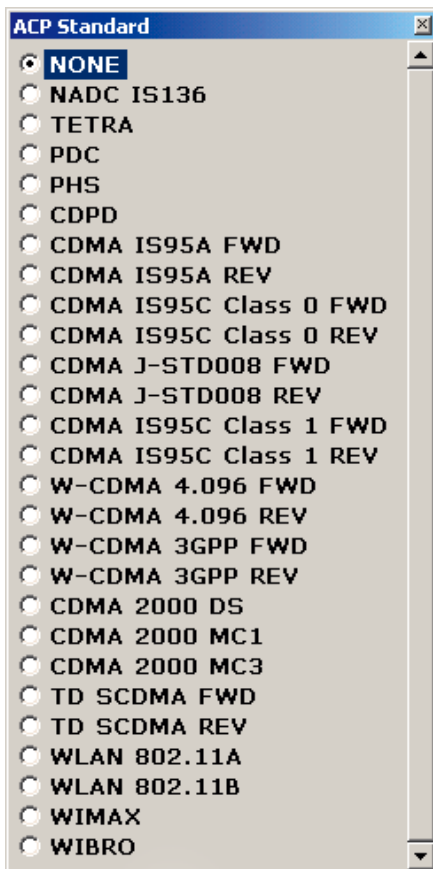 ACP Standard
NONE
NADC IS136
TETRA
PDC
PHS
CDPD
CDMA IS95A FWD
CDMA IS95A REV
CDMA IS95C Class 0 FWD
CDMA IS95C Class 0 REV
CDMA J-STD008 FWD
CDMA J-STD008 REV
CDMA IS95C Class 1 FWD
CDMA IS95C Class 1 REV
W-CDMA 4.096 FWD
W-CDMA 4.096 REV
W-CDMA 3GPP FWD
W-CDMA 3GPP REV
CDMA 2000 DS
CDMA 2000 MC1
CDMA 2000 MC3
TD SCDMA FWD
TD SCDMA REV
WLAN 802.11A
WLAN 802.11B
WIMAX
WIBRO